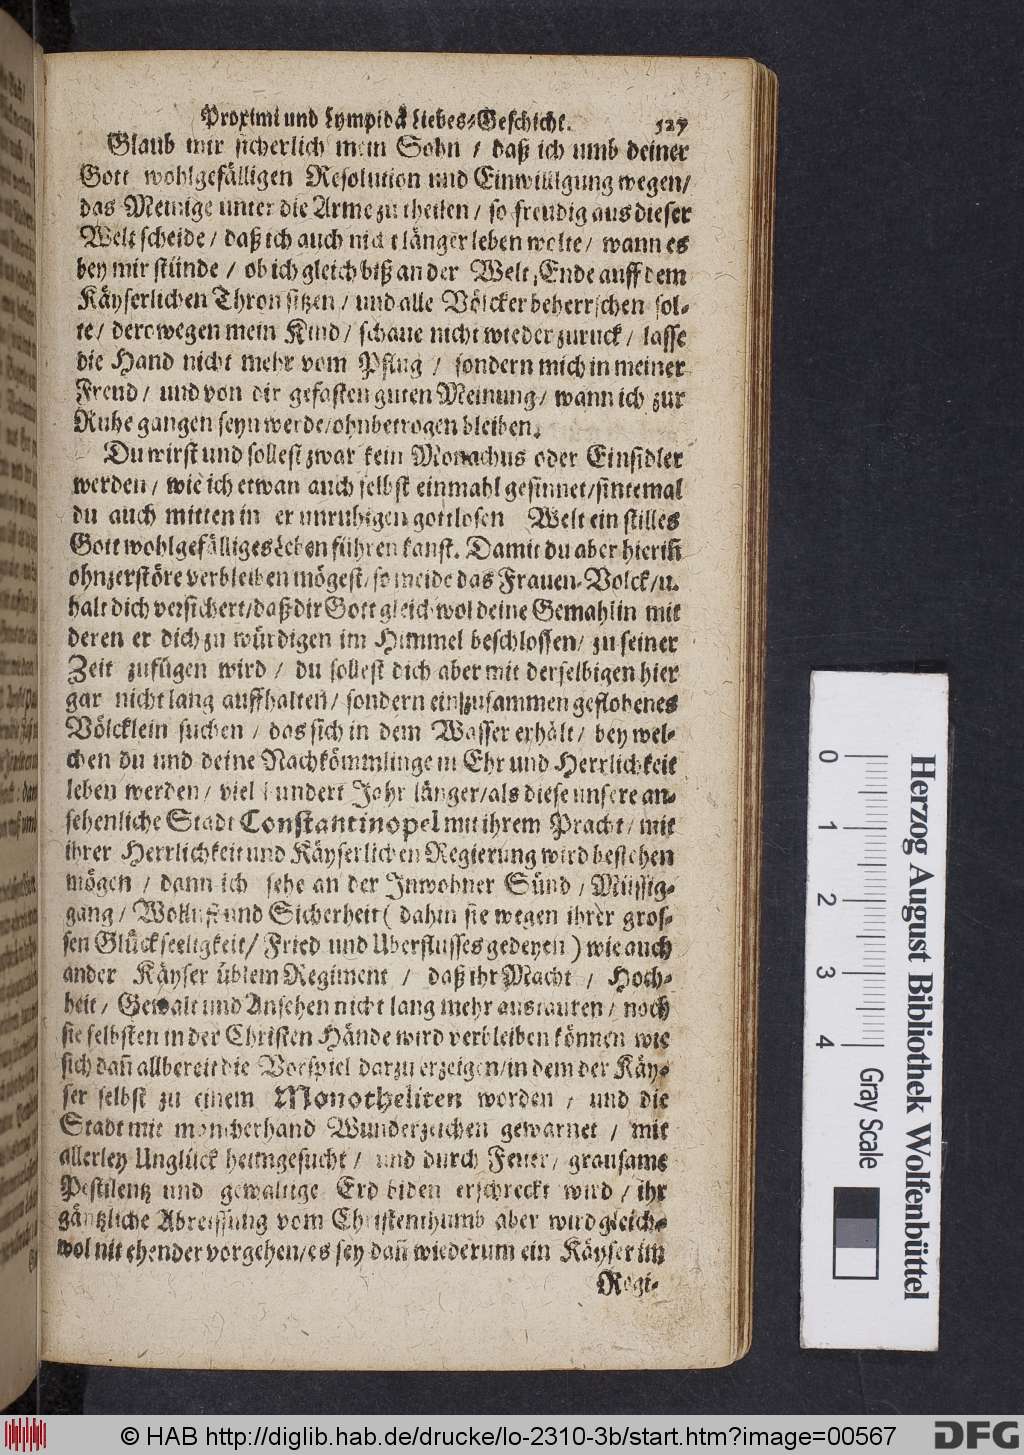 Proximi und Lympidæ Liebes-Geschicht. 527
Glaub mir sicherlich mein Sohn / daß ich umb deiner
Gott wohlgefälligen Resolution und Einwilligung wegen /
das Meinige unter die Arme zu theilen / so freudig aus dieser
Welt scheide / daß ich auch nicht länger leben wolte / wann es
bey mir stünde / ob ich gleich biß an der Welt Ende auff dem
Käyserlichen Thron sitzen / und alle Völcker beherrschen sol-
te / derowegen mein Kind / schaue nicht wieder zuruck / lasse
die Hand nicht mehr vom Pflug / sondern mich in meiner
Freud / und von dir gefasten guten Meinung / wann ich zur
Ruhe gangen seyn werde / ohnbetrogen bleiben.
Du wirst und sollest zwar kein Monachus oder Einsidler
werden / wie ich etwan auch selbst einmahl gesinnet / sintemal
du auch mitten in er unruhigen gottlosen Welt ein stilles
Gott wohlgefälliges Leben führen kanst. Damit du aber hierin̄
ohnzerstöre verbleiben mögest / so meide das Frauen-Volck / u.
halt dich versichert / daß dir Gott gleichwol deine Gemahlin mit
deren er dich zu würdigen im Himmel beschlossen / zu seiner
Zeit zufügen wird / du sollest dich aber mit derselbigen hier
gar nicht lang auffhalten / sondern ein zusammen geflohenes
Völcklein suchen / das sich in dem Wasser erhält / bey wel-
chen du und deine Nachkömmlinge in Ehr und Herrlichkeit
leben werden / viel hundert Jahr länger / als diese unsere an-
sehenliche Stadt Constantinopel mit ihrem Pracht / mit
ihrer Herrlichkeit und Käyserlichen Regierung wird bestehen
mögen / dann ich sehe an der Inwohner Sünd / Müssig-
gang / Wollust und Sicherheit ( dahin sie wegen ihrer gros-
sen Glückseeligkeit / Fried und Uberflusses gedeyen ) wie auch
ander Käyser üblem Regiment / daß ihr Macht / Hoch-
heit / Gewalt und Ansehen nicht lang mehr austauren / noch
sie selbsten in der Christen Hände wird verbleiben können wie
sich dañ allbereit die Vorspiel darzu erzeigen / in dem der Käy-
ser selbst zu einem Monotheliten worden / und die
Stadt mit mancherhand Wunderzeichen gewarnet / mit
allerley Unglück heimgesucht / und durch Feuer / grausame
Pestilentz und gewaltige Erdbiden erschreckt wird / ihr
gäntzliche Abreissung vom Christenthumb aber wird gleich-
wol nit ehender vorgehen / es sey dañ wiederum ein Käyser im
Regi-
Herzog August Bibliothek Wolfenbüttel
0 1 2 3 4 Gray Scale
© HAB http://diglib.hab.de/drucke/lo-2310-3b/start.htm?image=00567
DFG